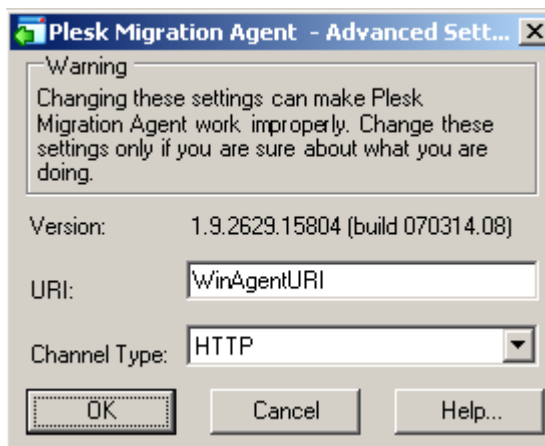 Plesk Migration Agent - Advanced Sett...
Warning
Changing these settings can make Plesk
Migration Agent work improperly. Change these
settings only if you are sure about what you are
doing.
Version: 1.9.2629.15804 (build 070314.08)
URI: WinAgentURI
Channel Type: HTTP
OK Cancel Help...